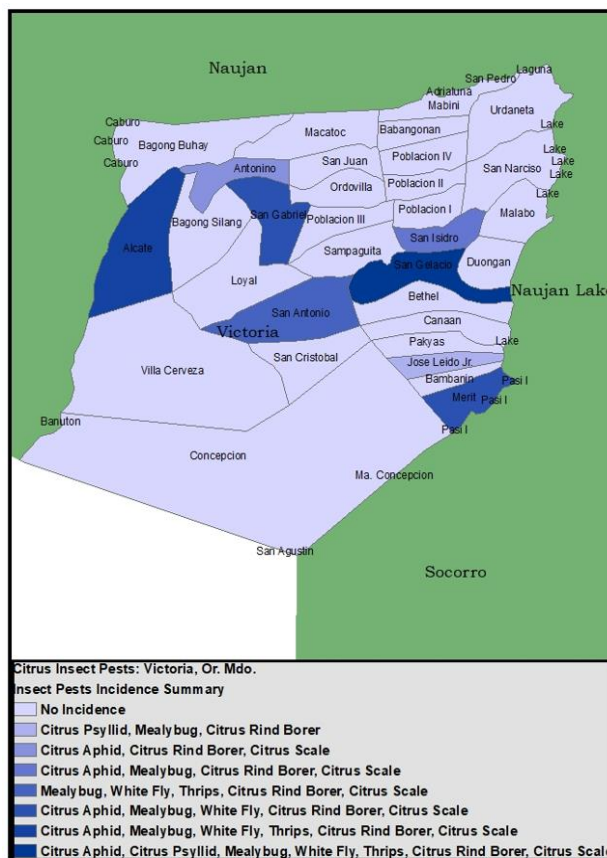 Naujan
Laguna
San Pedro
Adriatuna
Mabini
Urdaneta
Caburo
Macatoc
Babangonan
Lake
Caburo
Bagong Buhay
Lake
Caburo
Antonino
San Juan
Poblacion IV
San Narciso
Lake
Lake
Ordovilla
Poblacion II
Lake
Bagong Silang
San Gabriel
Poblacion III
Poblacion I
Malabo
Alcate
San Isidro
Sampaguita
San Gelacio
Duongan
Loyal
Bethel
Naujan Lake
San Antonio
Canaan
Victoria
Pakyas
Lake
San Cristobal
Jose Leido Jr.
Villa Cerveza
Bambanin
Pasi I
Merit
Pasi I
Banuton
Pasi I
Concepcion
Ma. Concepcion
San Agustin
Socorro
Citrus Insect Pests: Victoria, Or. Mdo.
Insect Pests Incidence Summary
No Incidence
Citrus Psyllid, Mealybug, Citrus Rind Borer
Citrus Aphid, Citrus Rind Borer, Citrus Scale
Citrus Aphid, Mealybug, Citrus Rind Borer, Citrus Scale
Mealybug, White Fly, Thrips, Citrus Rind Borer, Citrus Scale
Citrus Aphid, Mealybug, White Fly, Citrus Rind Borer, Citrus Scale
Citrus Aphid, Mealybug, White Fly, Thrips, Citrus Rind Borer, Citrus Scale
Citrus Aphid, Citrus Psyllid, Mealybug, White Fly, Thrips, Citrus Rind Borer, Citrus Scale